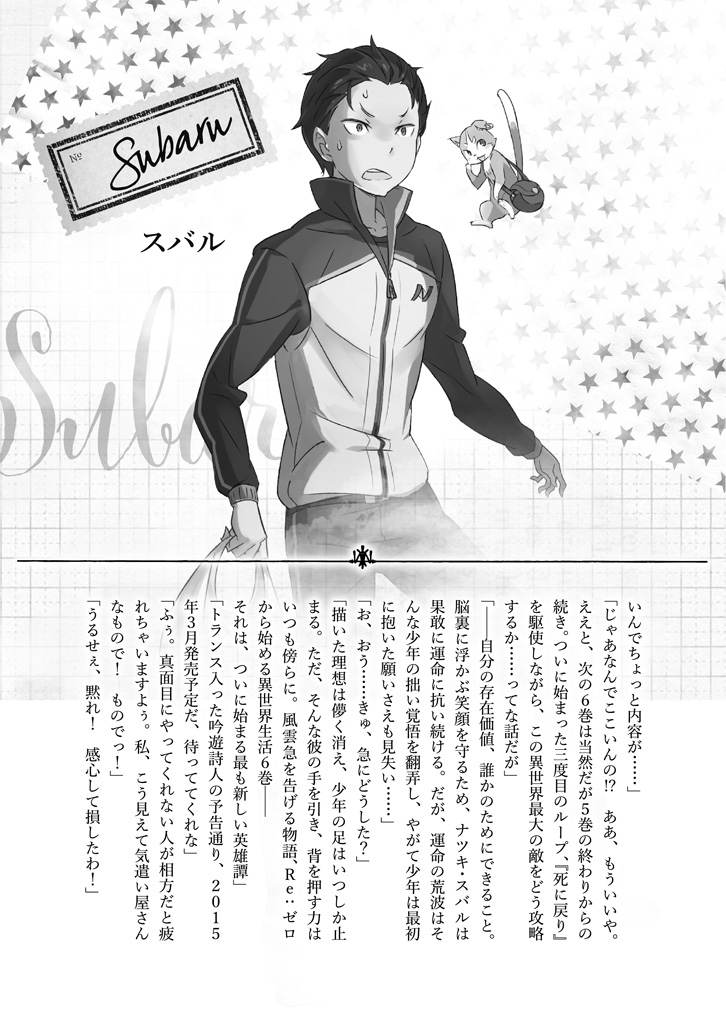 №
Subaru
スバル
Subaru
N
いんでちょっと内容が……」
「じゃあなんでここいんの!?　ああ、もういいや。
ええと、次の6巻は当然だが5巻の終わりからの
続き。ついに始まった三度目のループ、『死に戻り』
を駆使しながら、この異世界最大の敵をどう攻略
するか……ってな話だが」
「――自分の存在価値、誰かのためにできること。
脳裏に浮かぶ笑顔を守るため、ナツキ・スバルは
果敢に運命に抗い続ける。だが、運命の荒波はそ
んな少年の拙い覚悟を翻弄し、やがて少年は最初
に抱いた願いさえも見失い……」
「お、おう……きゅ、急にどうした?」
「描いた理想は儚く消え、少年の足はいつしか止
まる。ただ、そんな彼の手を引き、背を押す力は
いつも傍らに。風雲急を告げる物語、Re：ゼロ
から始める異世界生活6巻――
それは、ついに始まる最も新しい英雄譚」
「トランス入った吟遊詩人の予告通り、2015
年3月発売予定だ、待っててくれな」
「ふぅ。真面目にやってくれない人が相方だと疲
れちゃいますよぅ。私、こう見えて気遣い屋さん
なもので!　ものでっ!」
「うるせぇ、黙れ!　感心して損したわ!」